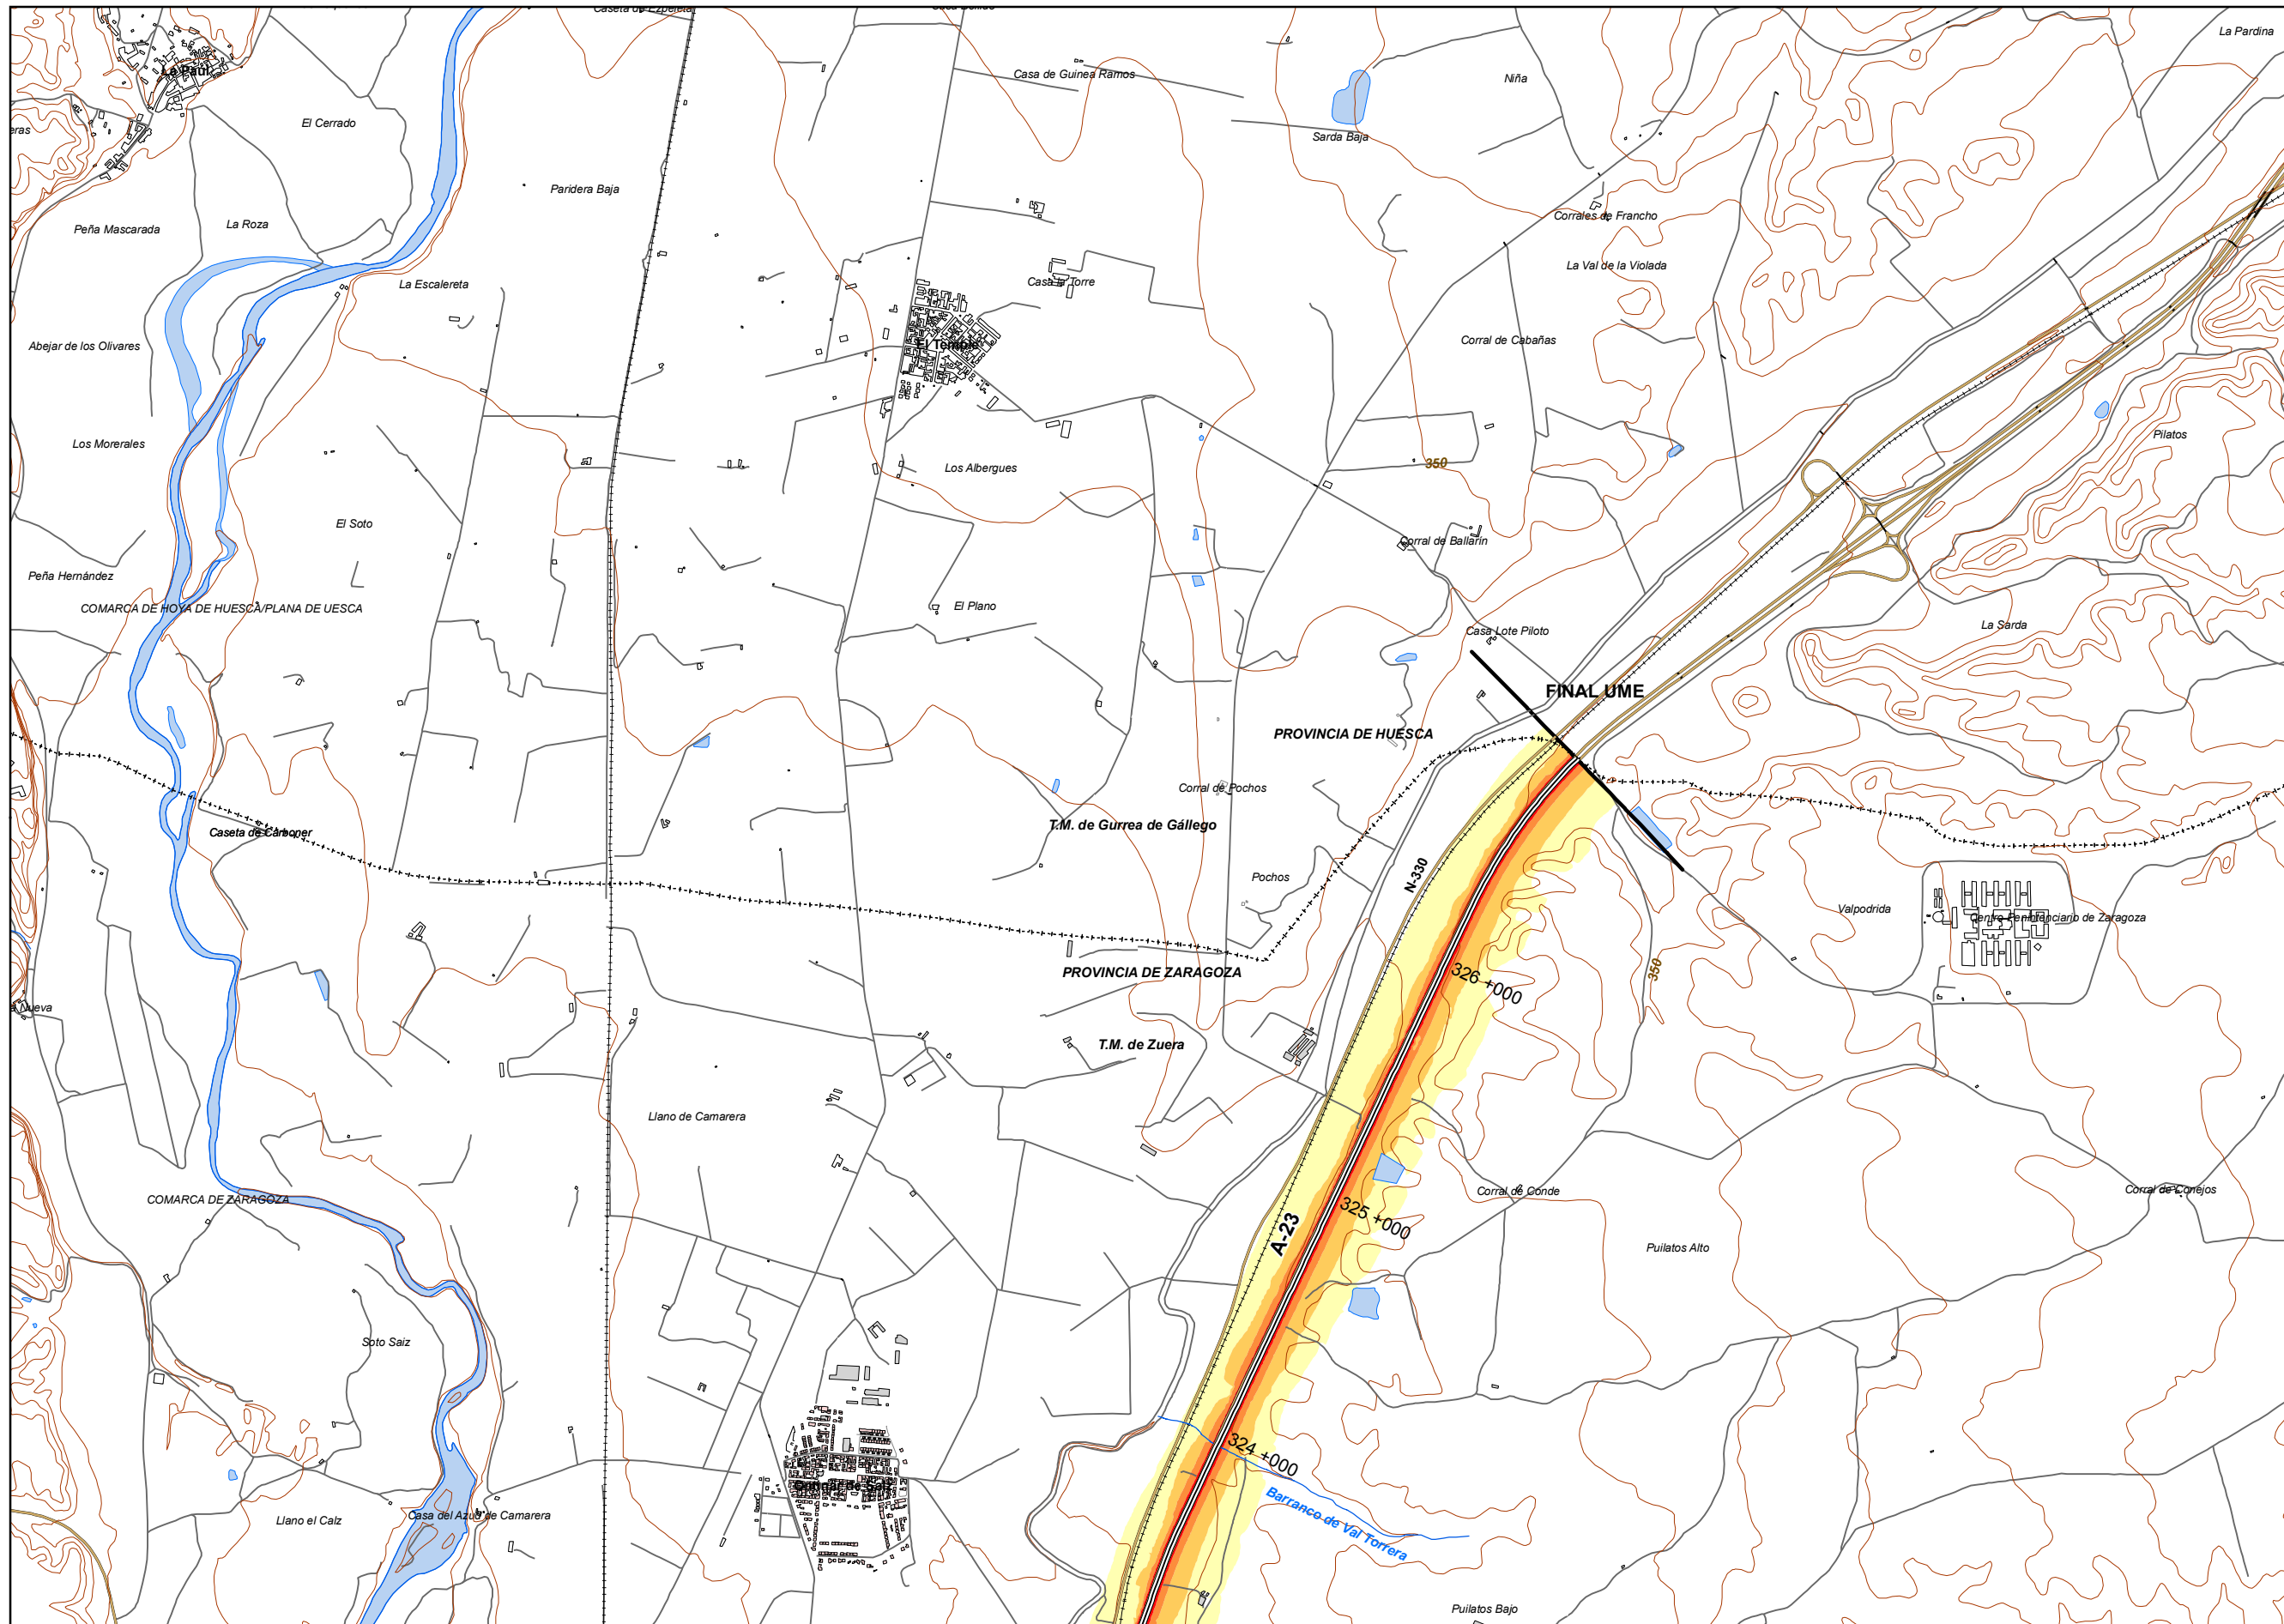 La Pardina
La Paul
Casa de Guinea Ramos
Niña
El Cerrado
eras
Sarda Baja
Paridera Baja
Corrales de Francho
La Roza
Peña Mascarada
La Val de la Violada
La Escalereta
Casa la Torre
Corral de Cabañas
El Temple
Abejar de los Olivares
Pilatos
Los Morerales
350
Los Albergues
El Soto
Corral de Ballarín
Peña Hernández
COMARCA DE HOYA DE HUESCA/PLANA DE UESCA
El Plano
La Sarda
Casa Lote Piloto
FINAL UME
PROVINCIA DE HUESCA
Corral de Pochos
T.M. de Gurrea de Gállego
Caseta de Carboner
N-330
Pochos
Valpodrida
Centro Penintenciario de Zaragoza
PROVINCIA DE ZARAGOZA
350
326 +000
a Nueva
T.M. de Zuera
Llano de Camarera
COMARCA DE ZARAGOZA
Corral de Conde
Corral de Conejos
325 +000
A-23
Puilatos Alto
Soto Saiz
324 +000
Casa del Azud de Camarera
Llano el Calz
Barranco de Val Torrera
Puilatos Bajo